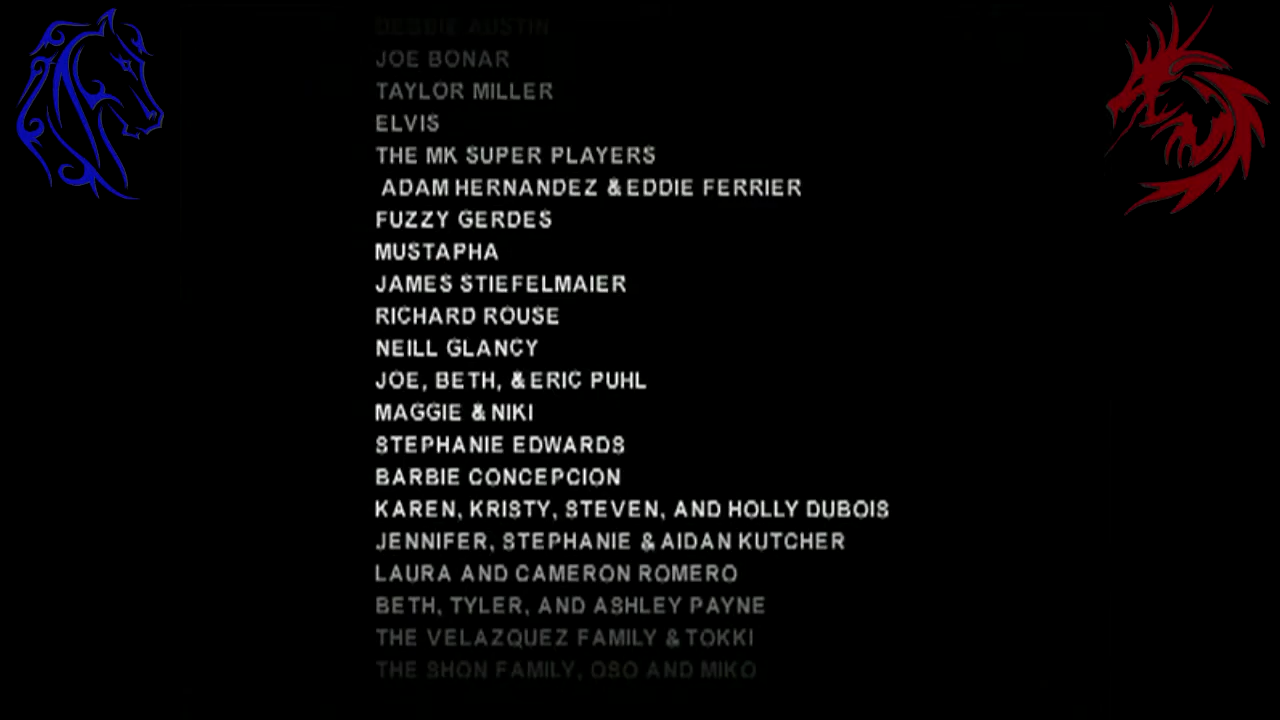 DEBBIE AUSTIN
JOE BONAR
TAYLOR MILLER
ELVIS
THE MK SUPER PLAYERS
ADAM HERNANDEZ & EDDIE FERRIER
FUZZY GERDES
MUSTAPHA
JAMES STIEFELMAIER
RICHARD ROUSE
NEILL GLANCY
JOE, BETH, & ERIC PUHL
MAGGIE & NIKI
STEPHANIE EDWARDS
BARBIE CONCEPCION
KAREN, KRISTY, STEVEN, AND HOLLY DUBOIS
JENNIFER, STEPHANIE & AIDAN KUTCHER
LAURA AND CAMERON ROMERO
BETH, TYLER, AND ASHLEY PAYNE
THE VELAZQUEZ FAMILY & TOKKI
THE SHON FAMILY, OSO AND MIKO